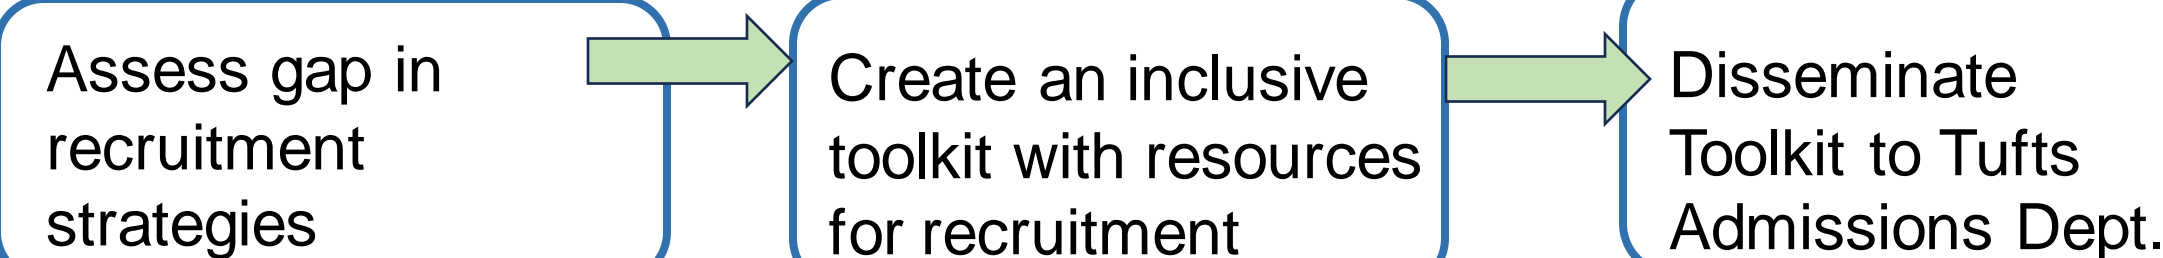 Assess gap in
recruitment
strategies
Create an inclusive
toolkit with resources
for recruitment
Disseminate
Toolkit to Tufts
Admissions Dept.